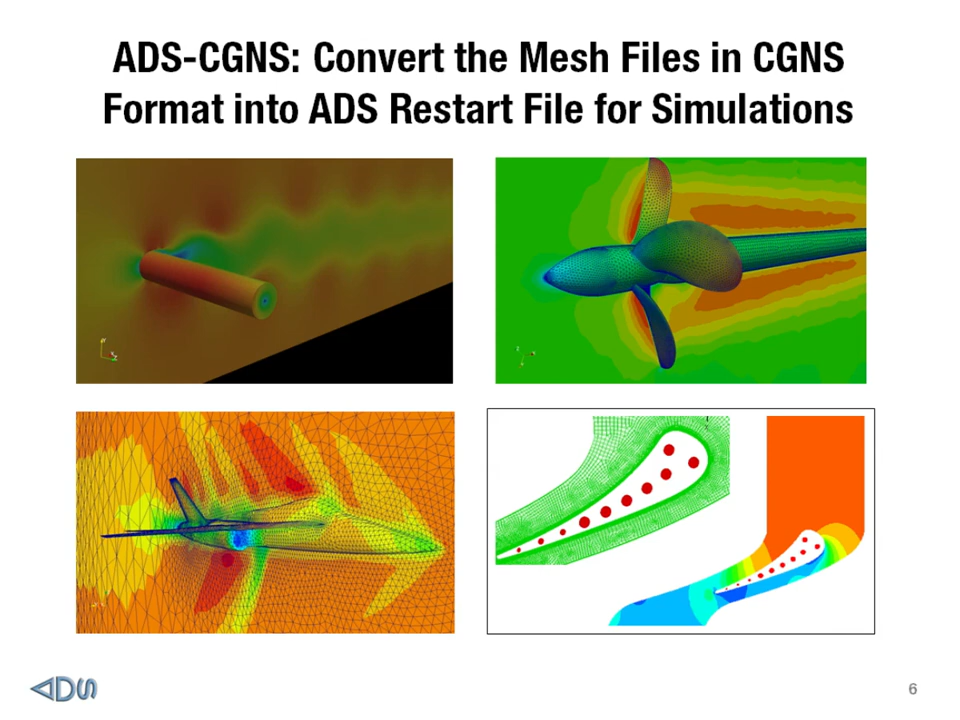 ADS-CGNS: Convert the Mesh Files in CGNS
Format into ADS Restart File for Simulations
ADS
6